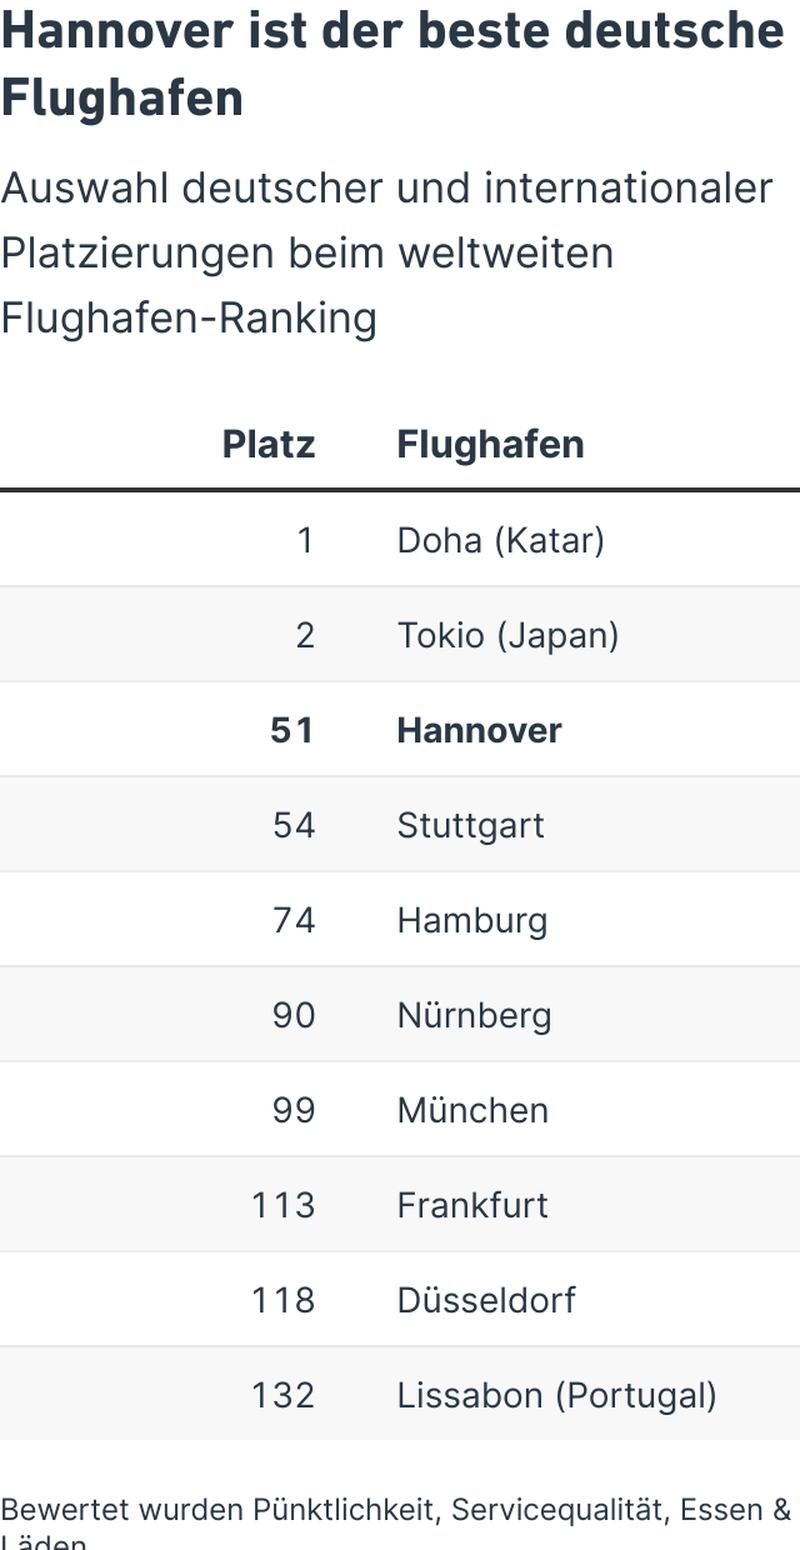 Hannover ist der beste deutsche
Flughafen
Auswahl deutscher und internationaler
Platzierungen beim weltweiten
Flughafen-Ranking
Platz Flughafen
1 Doha (Katar)
2 Tokio (Japan)
51 Hannover
54 Stuttgart
74 Hamburg
90 Nürnberg
99 München
113 Frankfurt
118 Düsseldorf
132 Lissabon (Portugal)
Bewertet wurden Pünktlichkeit, Servicequalität, Essen &
Läden